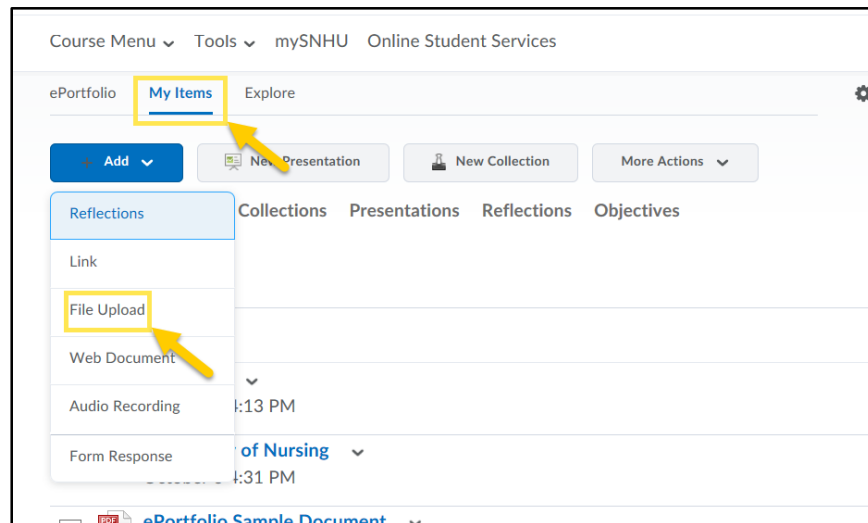 Course Menu Tools mySNHU Online Student Services
ePortfolio My Items Explore
+ Add New Presentation New Collection More Actions
Reflections Collections Presentations Reflections Objectives
Link
File Upload
Web Document
Audio Recording 4:13 PM
Form Response of Nursing
4:31 PM
PDF ePortfolio Sample Document